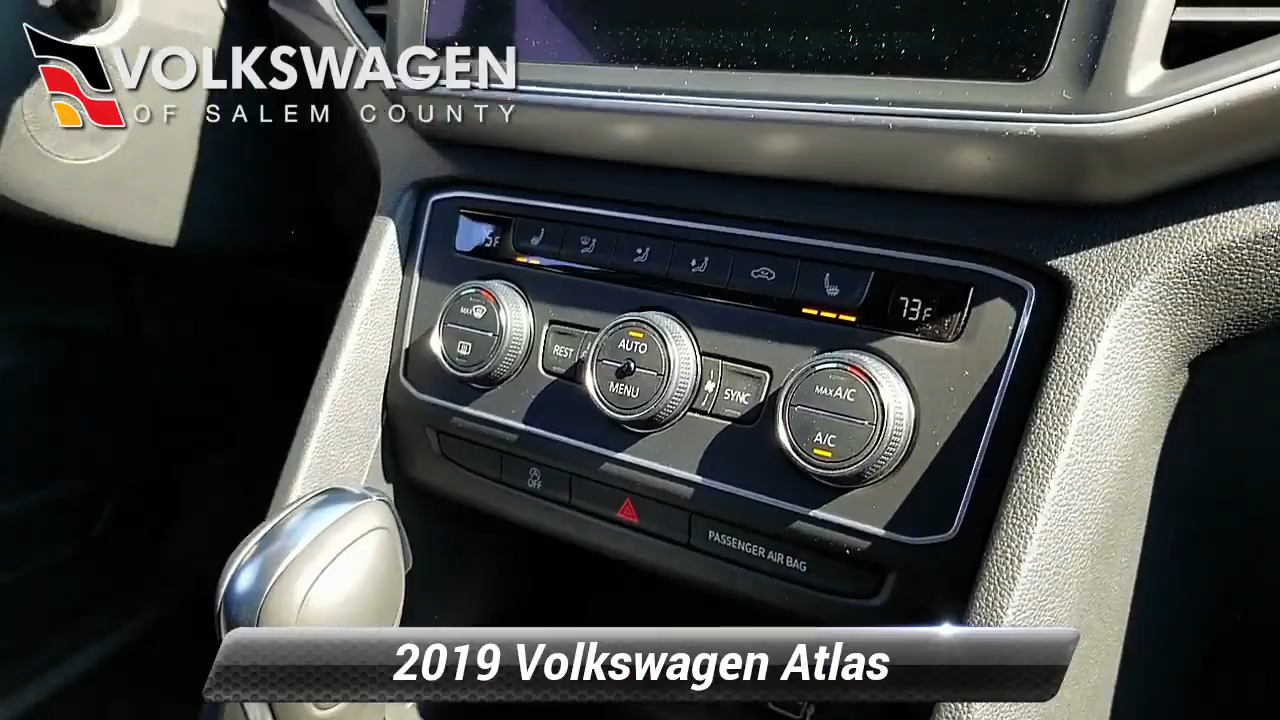 VOLKSWAGEN
OF SALEM COUNTY
73F
MAX
REST
AUTO
MENU
SYNC
MAX A/C
A/C
OFF
PASSENGER AIR BAG
2019 Volkswagen Atlas